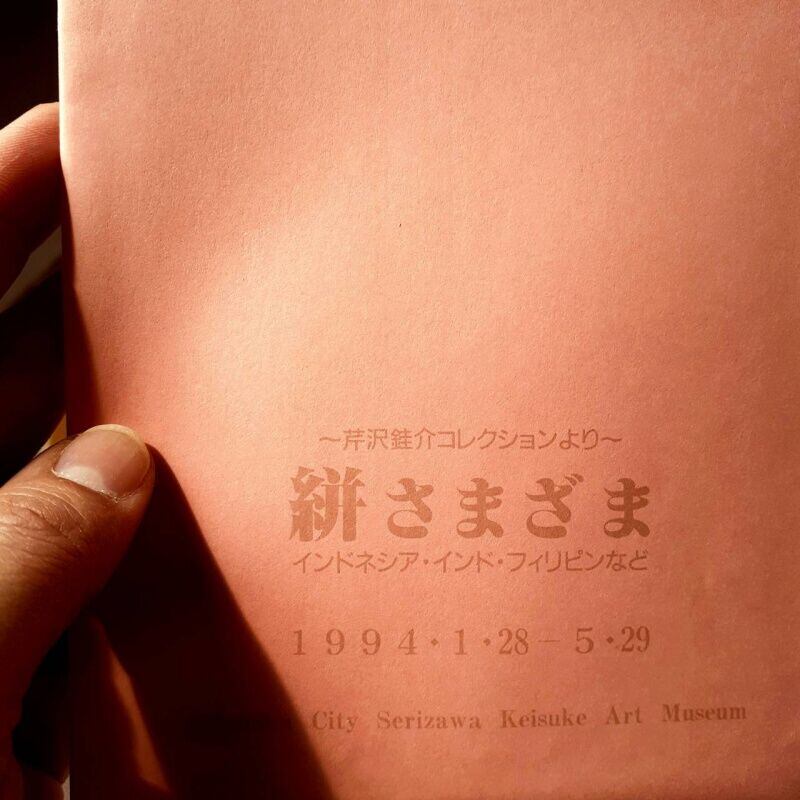 ～芹沢銈介コレクションより～
絣さまざま
インドネシア・インド・フィリピンなど
1994・1・28－5・29
City Serizawa Keisuke Art Museum